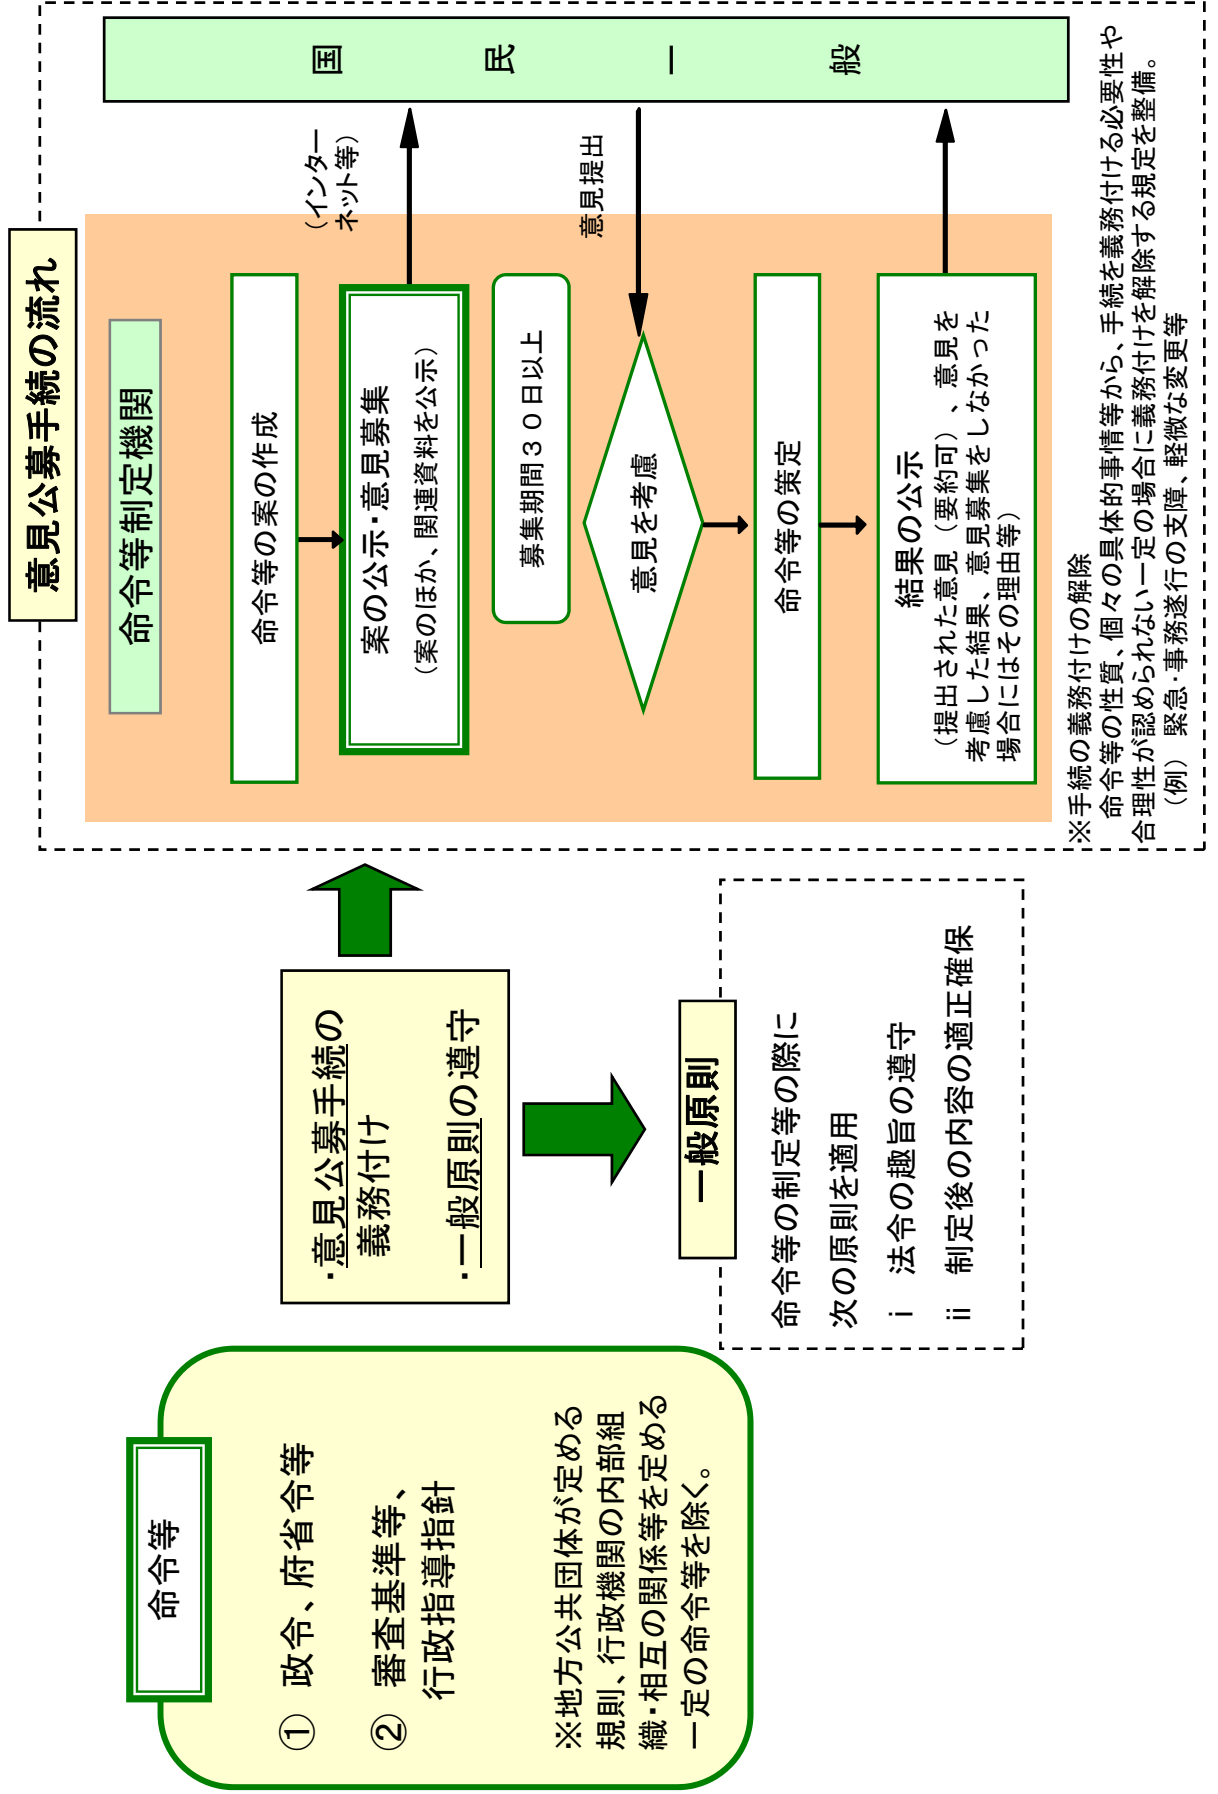 命令等
① 政令、府省令等
② 審査基準等、
行政指導指針
※地方公共団体が定める
規則、行政機関の内部組
織・相互の関係等を定める
一定の命令等を除く。
・意見公募手続の
義務付け
・一般原則の遵守
一般原則
命令等の制定等の際に
次の原則を適用
ⅰ 法令の趣旨の遵守
ⅱ 制定後の内容の適正確保
意見公募手続の流れ
命令等制定機関
命令等の案の作成
案の公示・意見募集
（案のほか、関連資料を公示）
（インター
ネット等）
募集期間３０日以上
意見提出
意見を考慮
命令等の策定
結果の公示
（提出された意見（要約可）、意見を
考慮した結果、意見募集をしなかった
場合にはその理由等）
国民一般
※手続の義務付けの解除
命令等の性質、個々の具体的事情等から、手続を義務付ける必要性や
合理性が認められない一定の場合に義務付けを解除する規定を整備。
（例） 緊急・事務遂行の支障、軽微な変更等